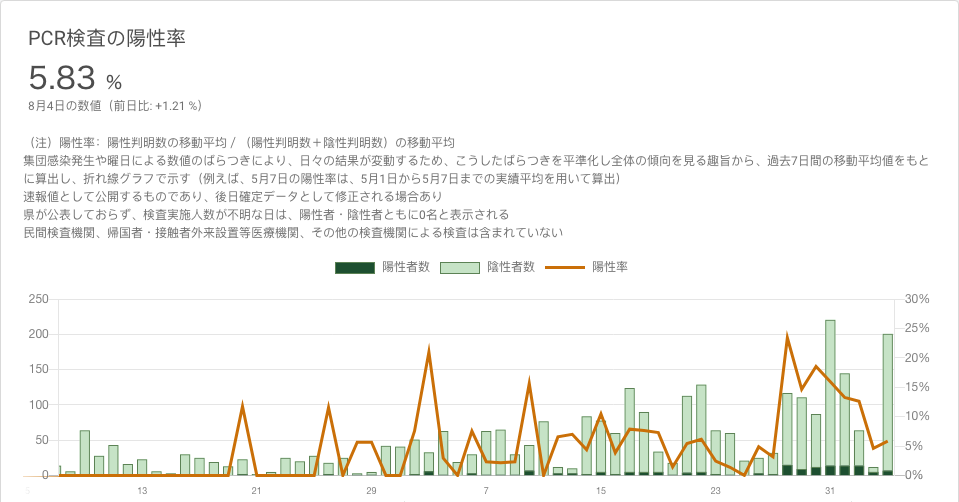 PCR検査の陽性率
5.83 %
8月4日の数値（前日比: +1.21 %）
（注）陽性率：陽性判明数の移動平均 / （陽性判明数＋陰性判明数）の移動平均
集団感染発生や曜日による数値のばらつきにより、日々の結果が変動するため、こうしたばらつきを平準化し全体の傾向を見る趣旨から、過去7日間の移動平均値をもと
に算出し、折れ線グラフで示す（例えば、5月7日の陽性率は、5月1日から5月7日までの実績平均を用いて算出）
速報値として公開するものであり、後日確定データとして修正される場合あり
県が公表しておらず、検査実施人数が不明な日は、陽性者・陰性者ともに0名と表示される
民間検査機関、帰国者・接触者外来設置等医療機関、その他の検査機関による検査は含まれていない
陽性者数 陰性者数 陽性率
250 30%
25%
200
20%
150
15%
100
10%
50
5%
0 0%
5 13 21 29 7 15 23 31